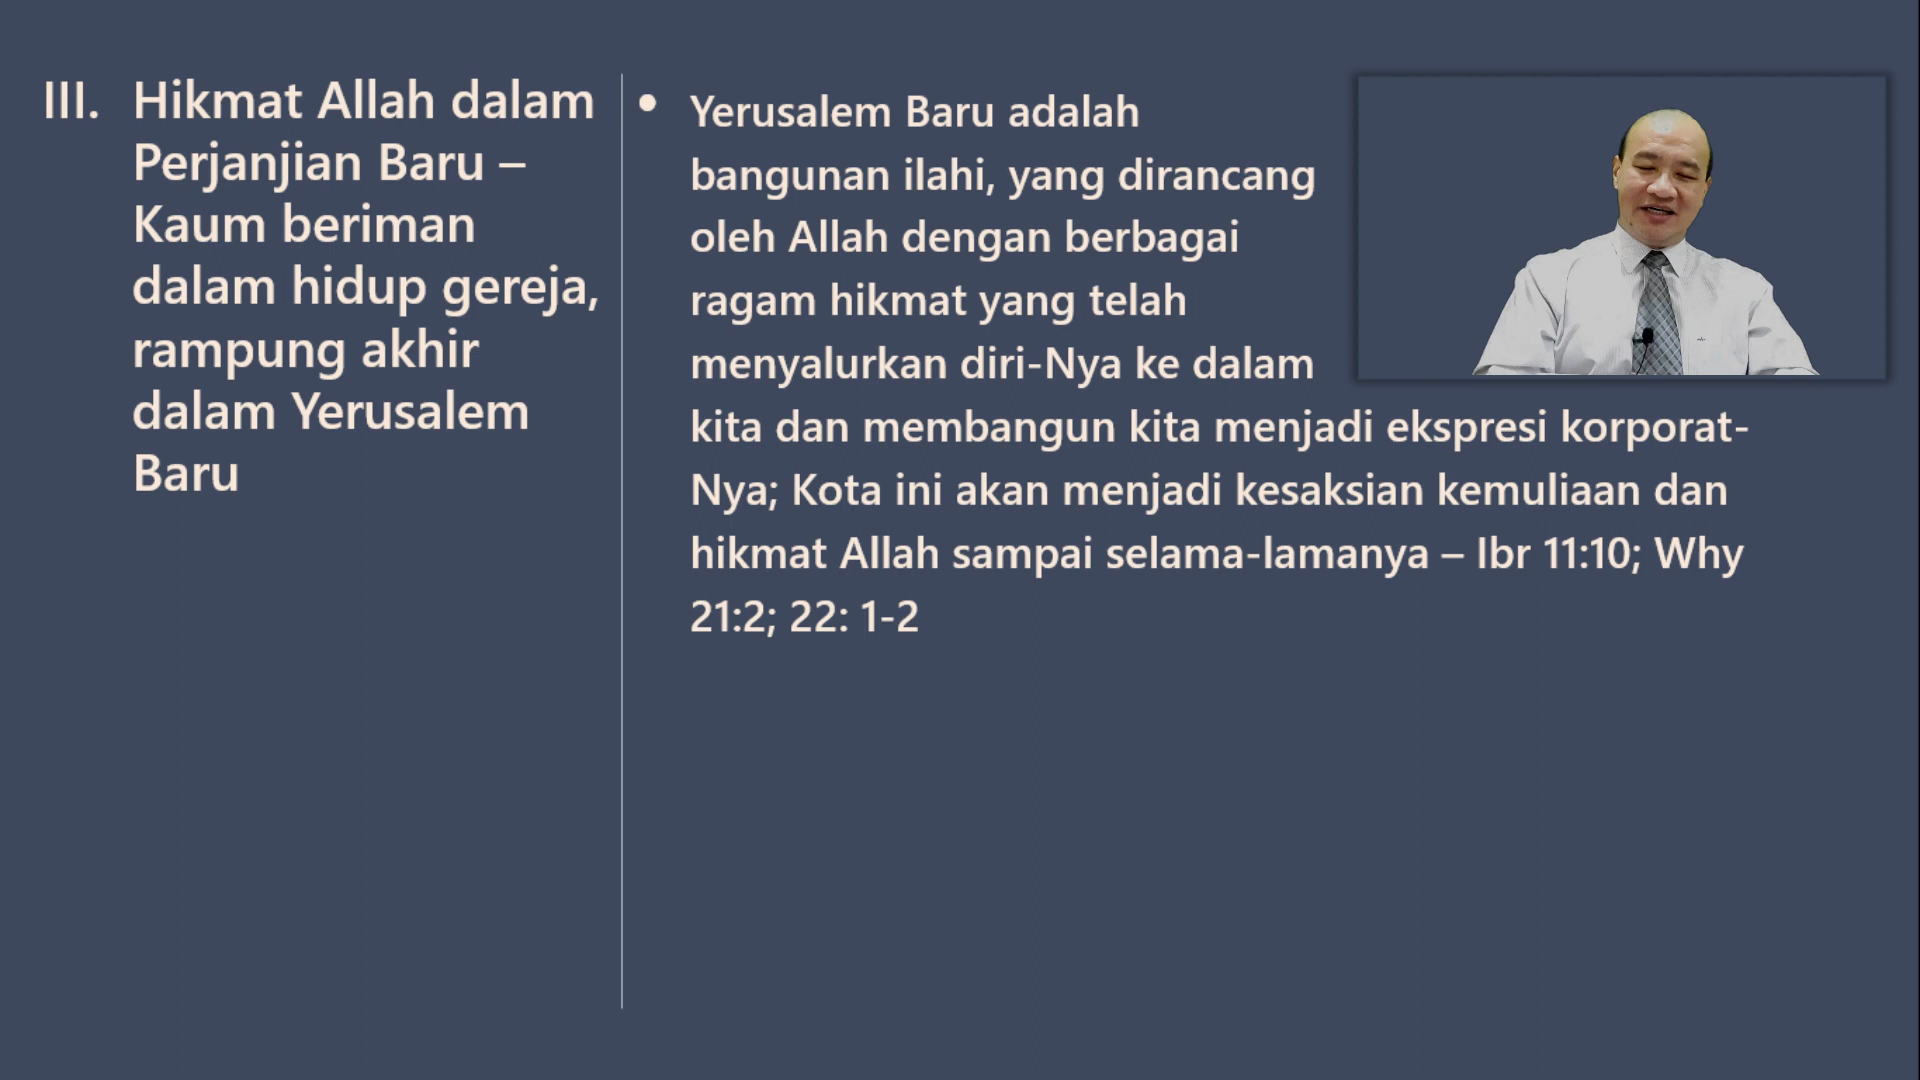 III. Hikmat Allah dalam
Perjanjian Baru –
Kaum beriman
dalam hidup gereja,
rampung akhir
dalam Yerusalem
Baru
• Yerusalem Baru adalah
bangunan ilahi, yang dirancang
oleh Allah dengan berbagai
ragam hikmat yang telah
menyalurkan diri-Nya ke dalam
kita dan membangun kita menjadi ekspresi korporat-
Nya; Kota ini akan menjadi kesaksian kemuliaan dan
hikmat Allah sampai selama-lamanya – Ibr 11:10; Why
21:2; 22: 1-2